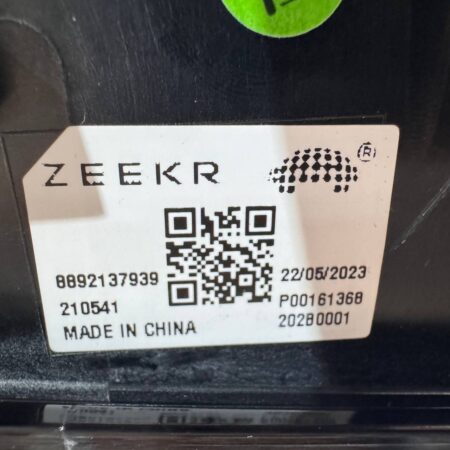 ZEEKR
®
8892137939
210541
MADE IN CHINA
22/05/2023
P00161368
202B0001